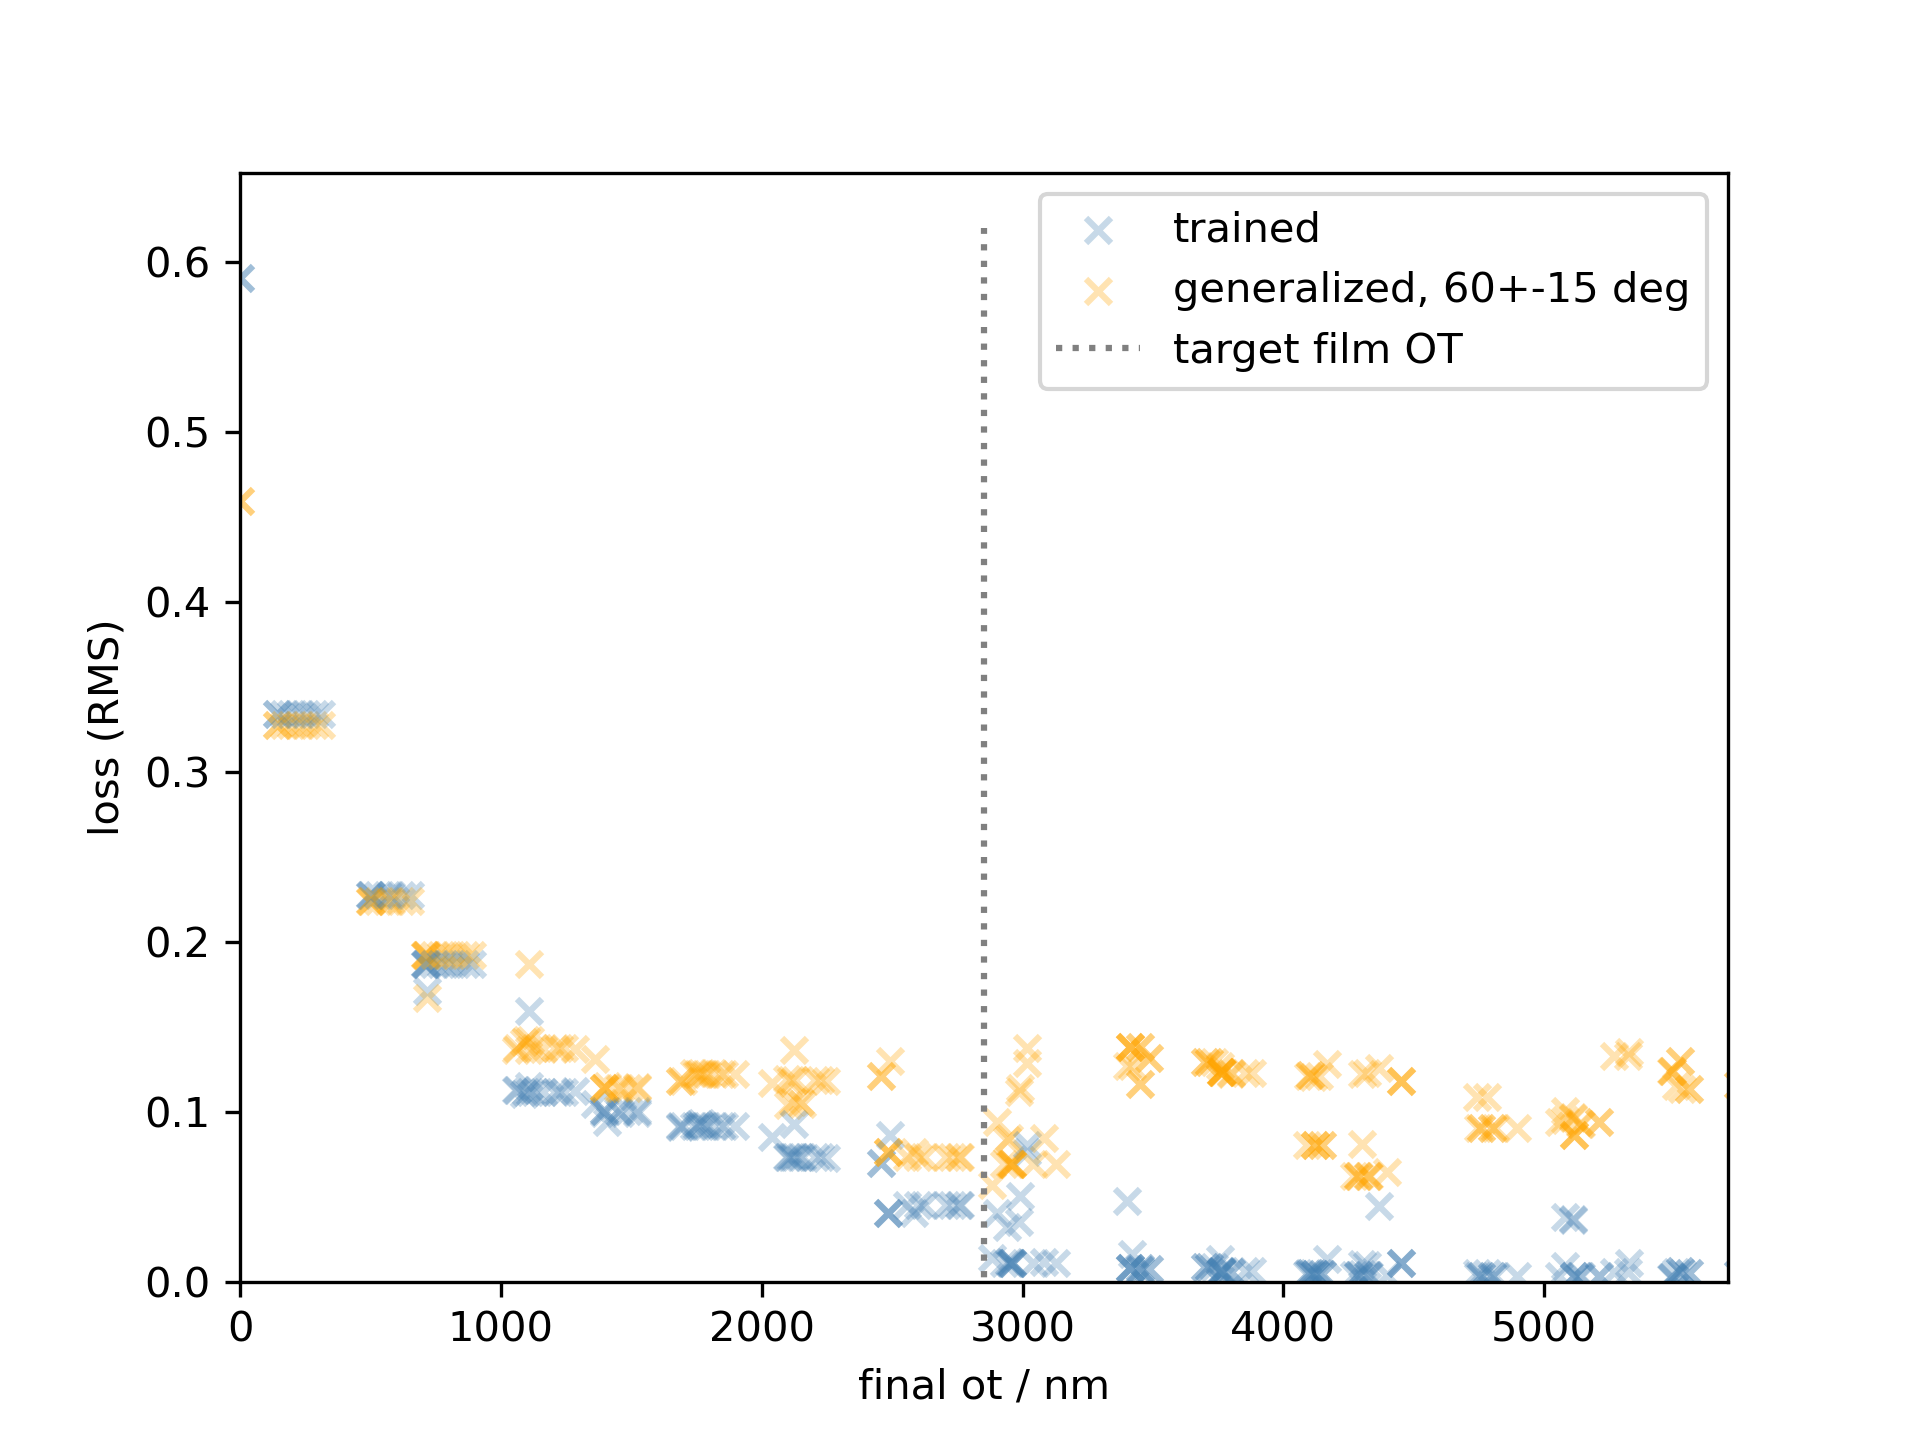 trained
generalized, 60+-15 deg
target film OT
0.6
0.5
0.4
0.3
0.2
0.1
0.0
loss (RMS)
0 1000 2000 3000 4000 5000
final ot / nm